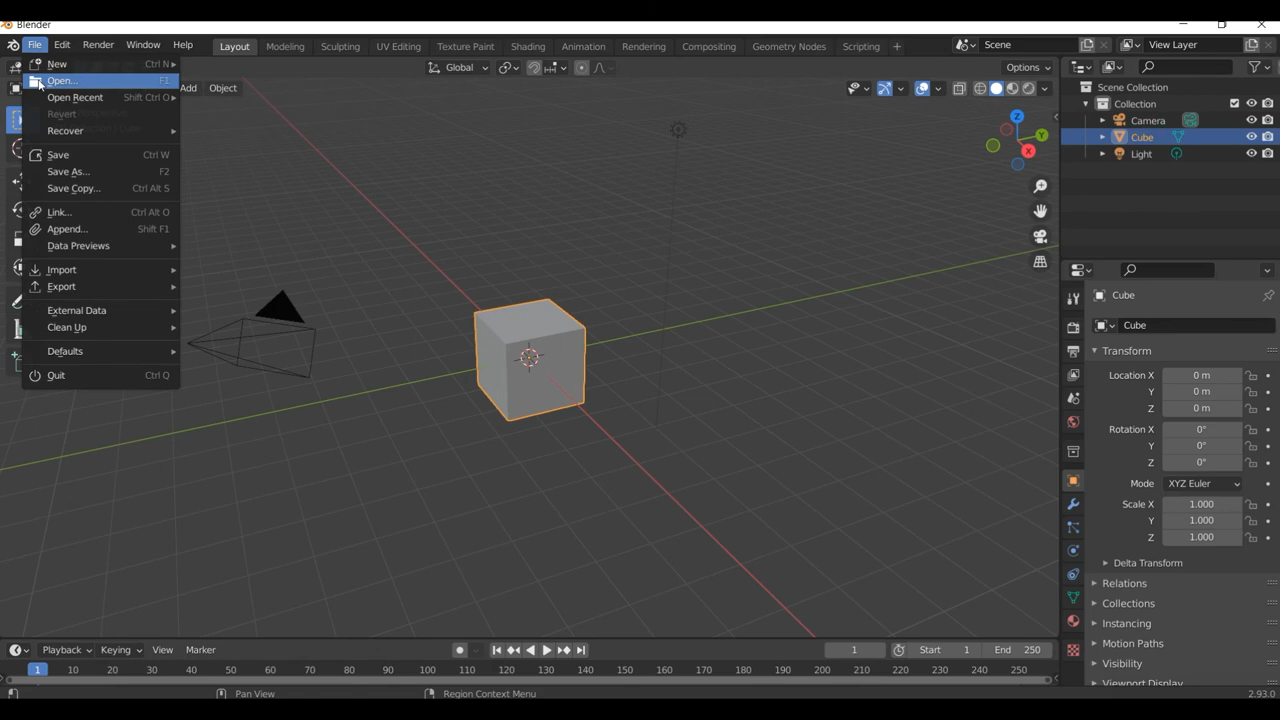 Blender
File Edit Render Window Help Layout Modeling Sculpting UV Editing Texture Paint Shading Animation Rendering Compositing Geometry Nodes Scripting + Scene View Layer
Global Options
Add Object
New Ctrl N
Open... F1
Open Recent Shift Ctrl O
Revert
Recover
Save Ctrl W
Save As... F2
Save Copy... Ctrl Alt S
Link... Ctrl Alt O
Append... Shift F1
Data Previews
Import
Export
External Data
Clean Up
Defaults
Quit Ctrl Q
Z
Y
X
Scene Collection
Collection
Camera
Cube
Light
Cube
Cube
Transform
Location X 0 m
Y 0 m
Z 0 m
Rotation X 0°
Y 0°
Z 0°
Mode XYZ Euler
Scale X 1.000
Y 1.000
Z 1.000
Delta Transform
Relations
Collections
Instancing
Motion Paths
Visibility
Viewport Display
Playback Keying View Marker 1 Start 1 End 250
1 10 20 30 40 50 60 70 80 90 100 110 120 130 140 150 160 170 180 190 200 210 220 230 240 250
Pan View Region Context Menu 2.93.0